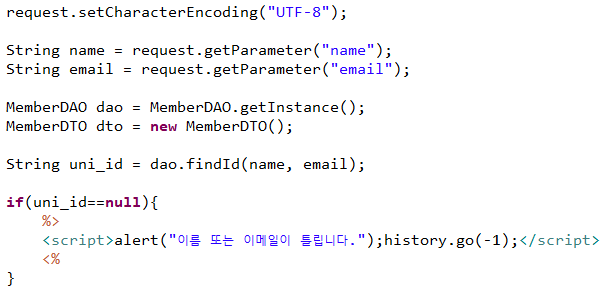 request.setCharacterEncoding("UTF-8");
String name = request.getParameter("name");
String email = request.getParameter("email");
MemberDAO dao = MemberDAO.getInstance();
MemberDTO dto = new MemberDTO();
String uni_id = dao.findId(name, email);
if(uni_id==null){
%>
<script>alert("이름 또는 이메일이 틀립니다.");history.go(-1);</script>
<%
}